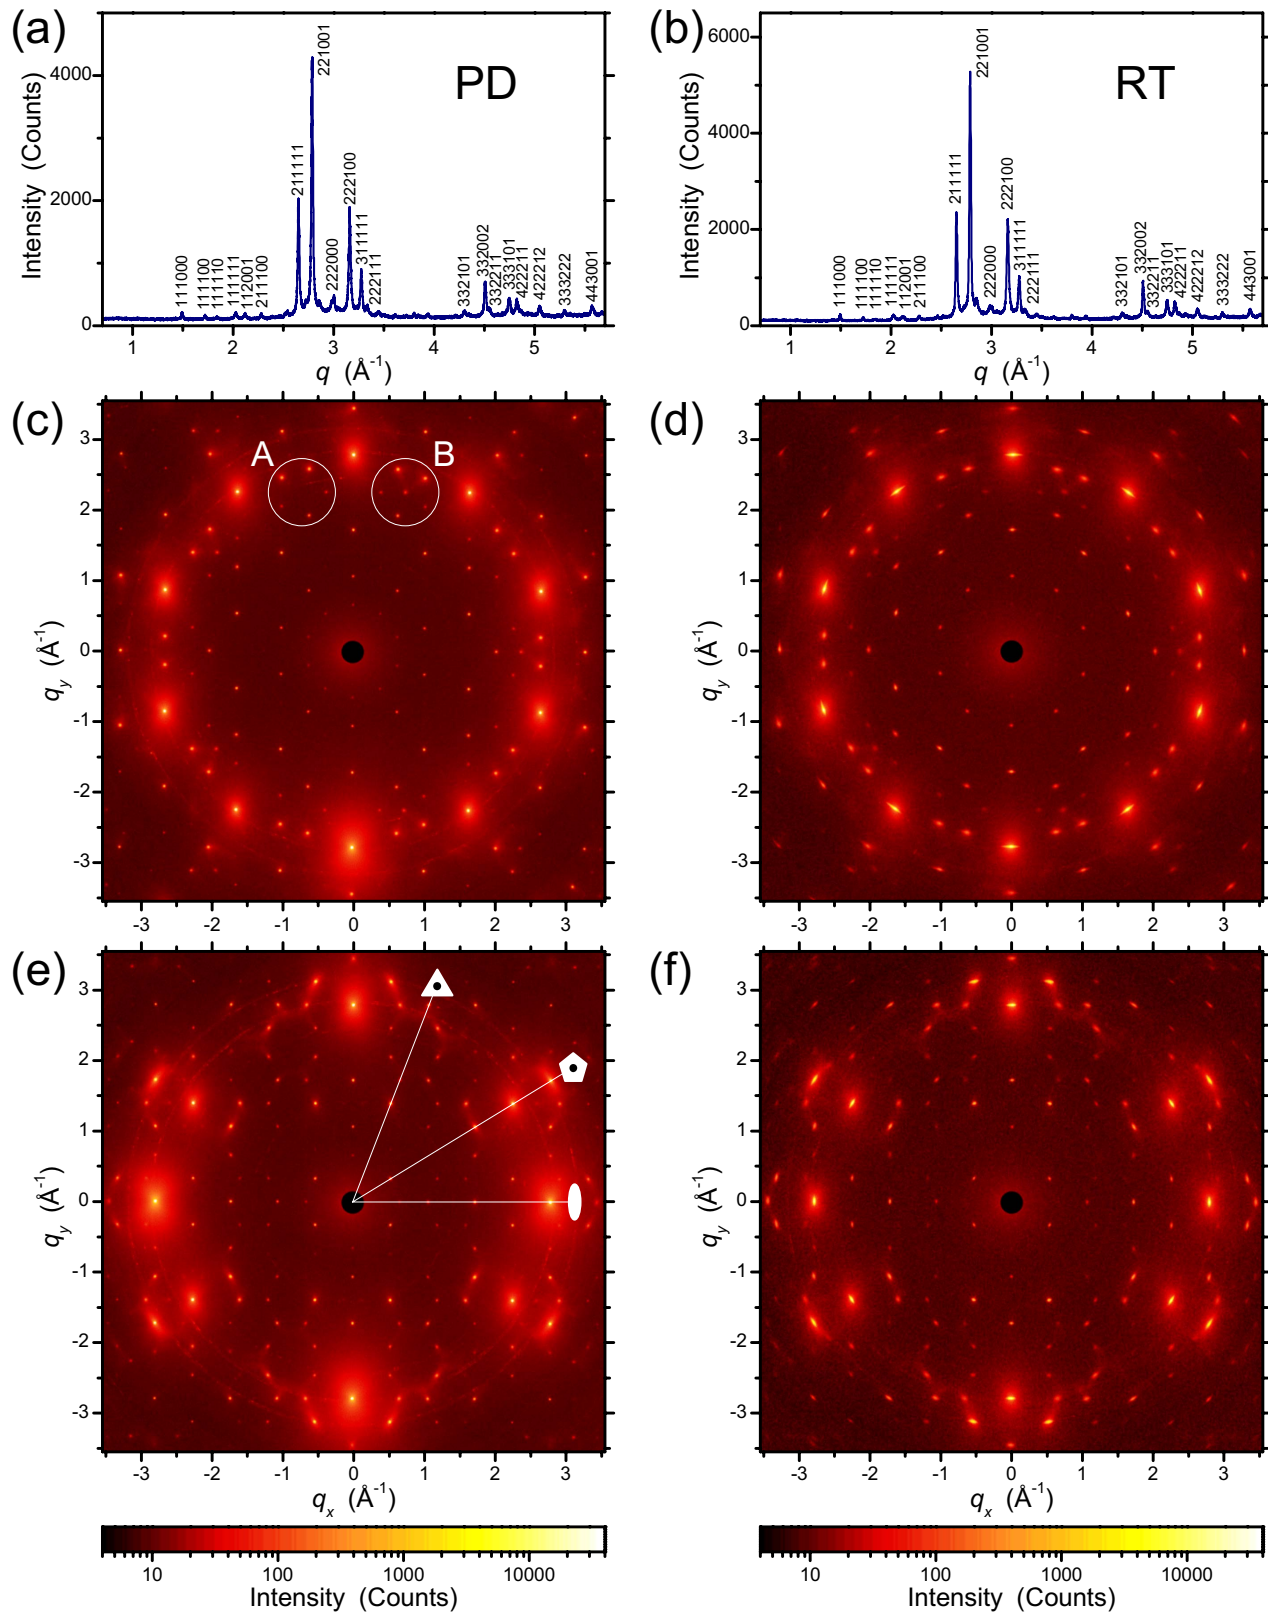 (a)
PD
Intensity (Counts)
4000
2000
0
111000
111100
111110
111111
112001
211100
211111
221001
222000
222100
311111
222111
332101
332002
332211
333101
422211
422212
333222
443001
1 2 3 4 5
q (Å-1)
(b)
RT
Intensity (Counts)
6000
4000
2000
0
111000
111100
111110
111111
112001
211100
211111
221001
222000
222100
311111
222111
332101
332002
332211
333101
422211
422212
333222
443001
1 2 3 4 5
q (Å-1)
(c)
A B
qy (Å-1)
3
2
1
0
-1
-2
-3
-3 -2 -1 0 1 2 3
(d)
qy (Å-1)
3
2
1
0
-1
-2
-3
-3 -2 -1 0 1 2 3
(e)
qy (Å-1)
3
2
1
0
-1
-2
-3
-3 -2 -1 0 1 2 3
qx (Å-1)
(f)
qy (Å-1)
3
2
1
0
-1
-2
-3
-3 -2 -1 0 1 2 3
qx (Å-1)
10 100 1000 10000
Intensity (Counts)
10 100 1000 10000
Intensity (Counts)